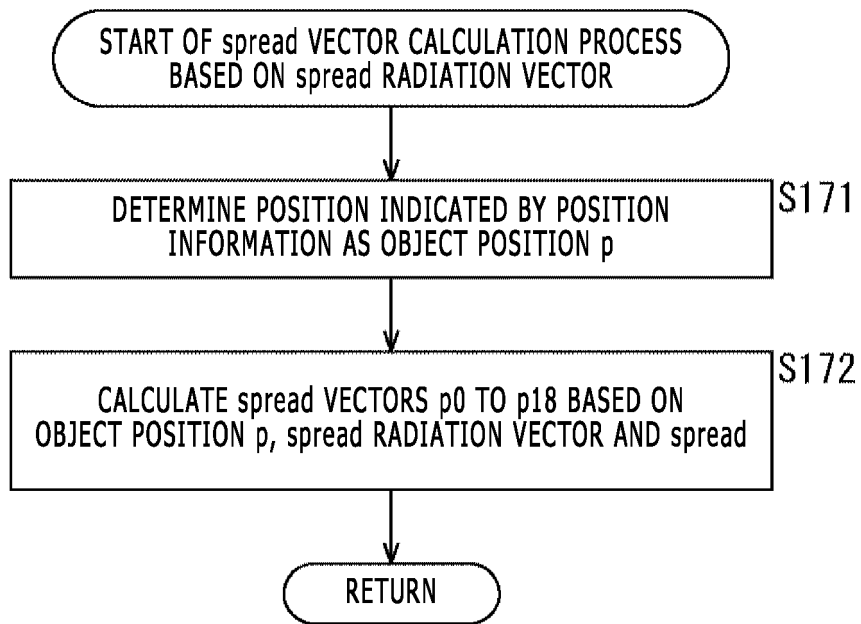 START OF spread VECTOR CALCULATION PROCESS
BASED ON spread RADIATION VECTOR
S171
DETERMINE POSITION INDICATED BY POSITION
INFORMATION AS OBJECT POSITION p
S172
CALCULATE spread VECTORS p0 TO p18 BASED ON
OBJECT POSITION p, spread RADIATION VECTOR AND spread
RETURN